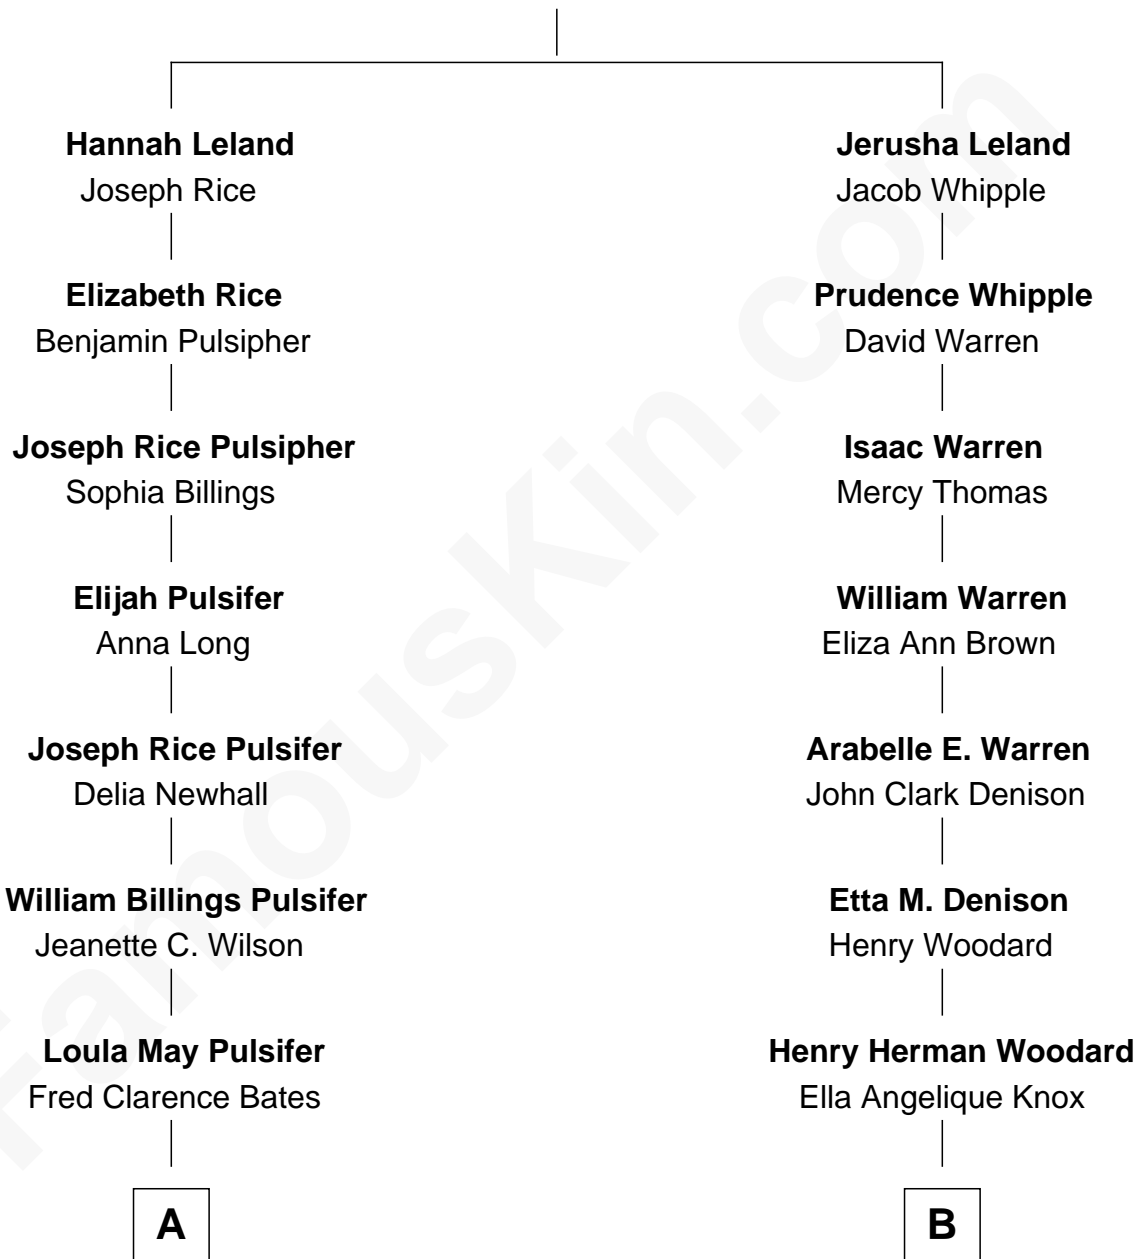 Hannah Leland
Joseph Rice
Elizabeth Rice
Benjamin Pulsipher
Joseph Rice Pulsipher
Sophia Billings
Elijah Pulsifer
Anna Long
Joseph Rice Pulsifer
Delia Newhall
William Billings Pulsifer
Jeanette C. Wilson
Loula May Pulsifer
Fred Clarence Bates
A
Jerusha Leland
Jacob Whipple
Prudence Whipple
David Warren
Isaac Warren
Mercy Thomas
William Warren
Eliza Ann Brown
Arabelle E. Warren
John Clark Denison
Etta M. Denison
Henry Woodard
Henry Herman Woodard
Ella Angelique Knox
B
FamousKin.com